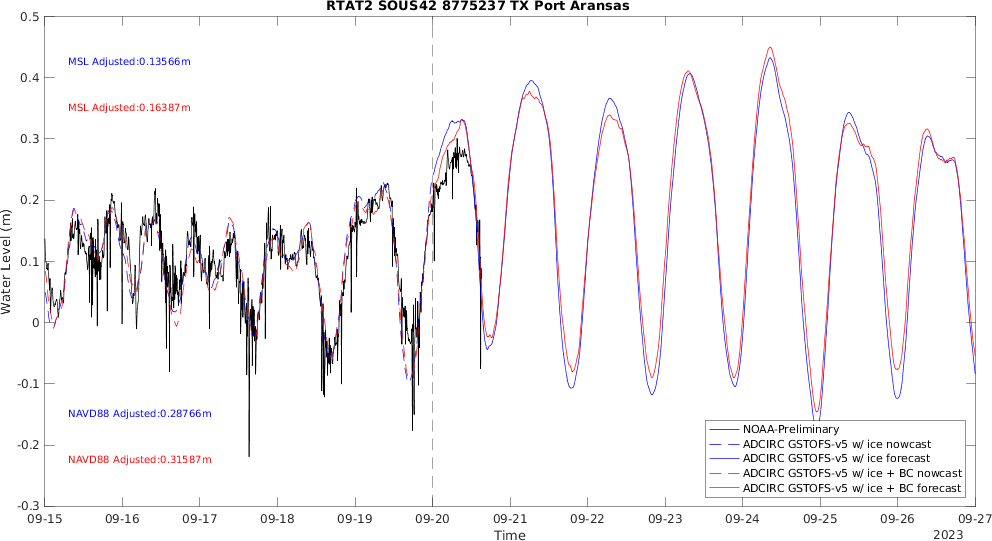 RTAT2 SOUS42 8775237 TX Port Aransas
0.5
0.4
0.3
0.2
0.1
0
-0.1
-0.2
-0.3
Water Level (m)
MSL Adjusted:0.13566m
MSL Adjusted:0.16387m
NAVD88 Adjusted:0.28766m
NAVD88 Adjusted:0.31587m
NOAA-Preliminary
ADCIRC GSTOFS-v5 w/ ice nowcast
ADCIRC GSTOFS-v5 w/ ice forecast
ADCIRC GSTOFS-v5 w/ ice + BC nowcast
ADCIRC GSTOFS-v5 w/ ice + BC forecast
09-15 09-16 09-17 09-18 09-19 09-20 09-21 09-22 09-23 09-24 09-25 09-26 09-27
Time
2023